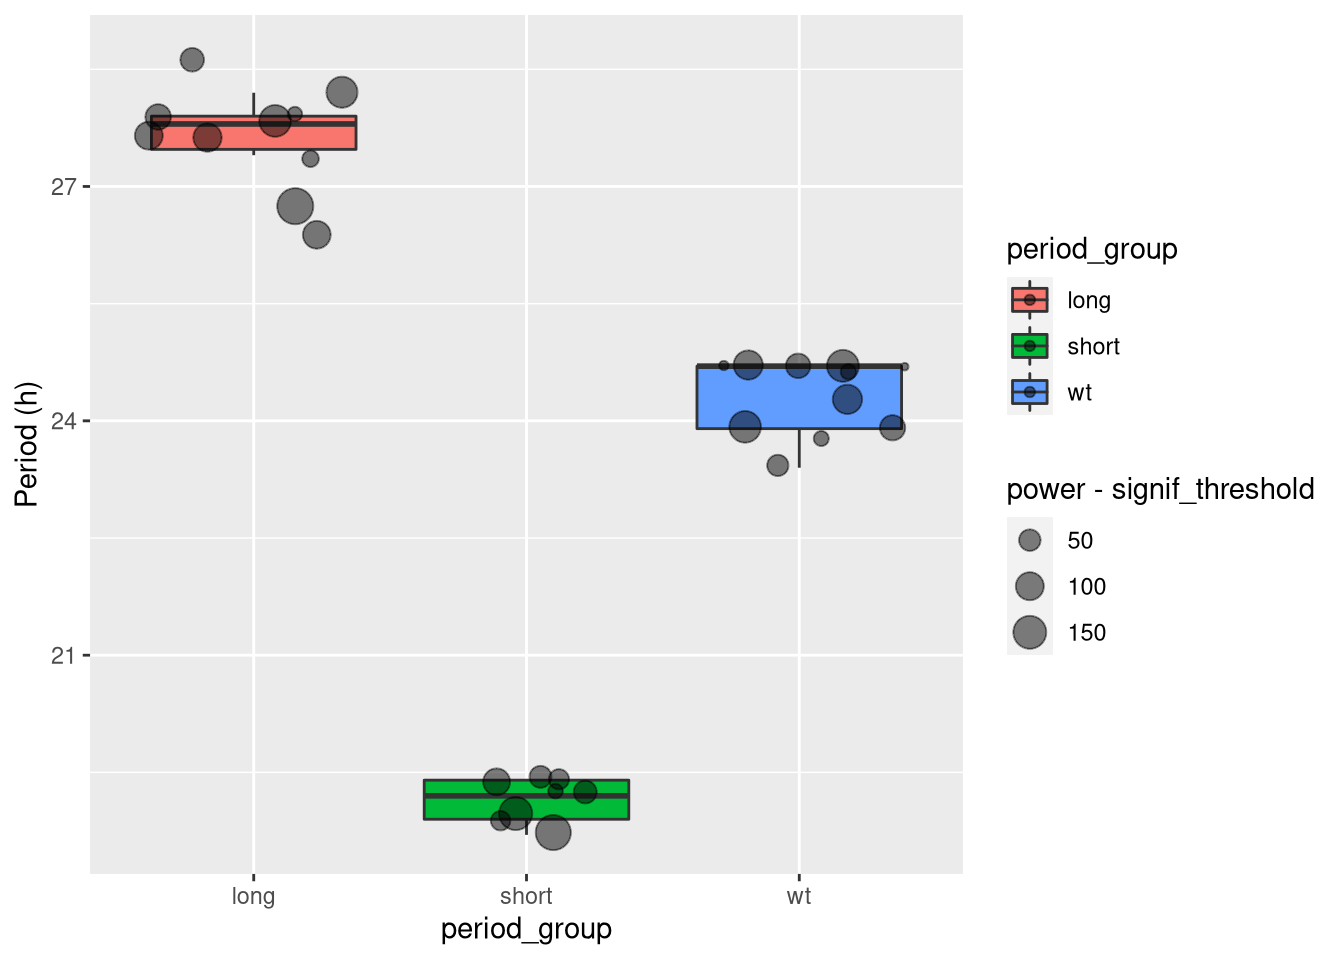 27
24
21
Period (h)
long
short
wt
period_group
period_group
long
short
wt
power - signif_threshold
50
100
150